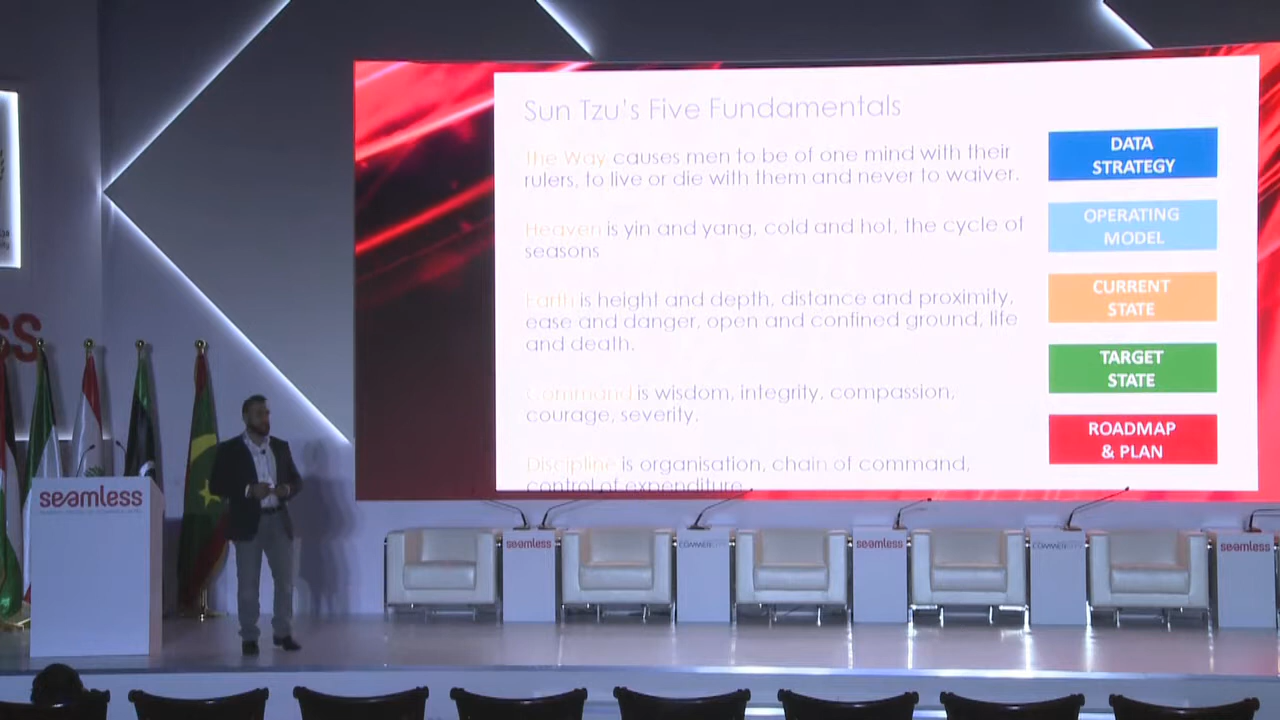 Sun Tzu's Five Fundamentals
The Way causes men to be of one mind with their
rulers, to live or die with them and never to waiver.
Heaven is yin and yang, cold and hot, the cycle of
seasons
Earth is height and depth, distance and proximity,
ease and danger, open and confined ground, life
and death.
Command is wisdom, integrity, compassion,
courage, severity.
Discipline is organisation, chain of command,
control of expenditure
DATA
STRATEGY
OPERATING
MODEL
CURRENT
STATE
TARGET
STATE
ROADMAP
& PLAN
ss
seamless
seamless
seamless
seamless